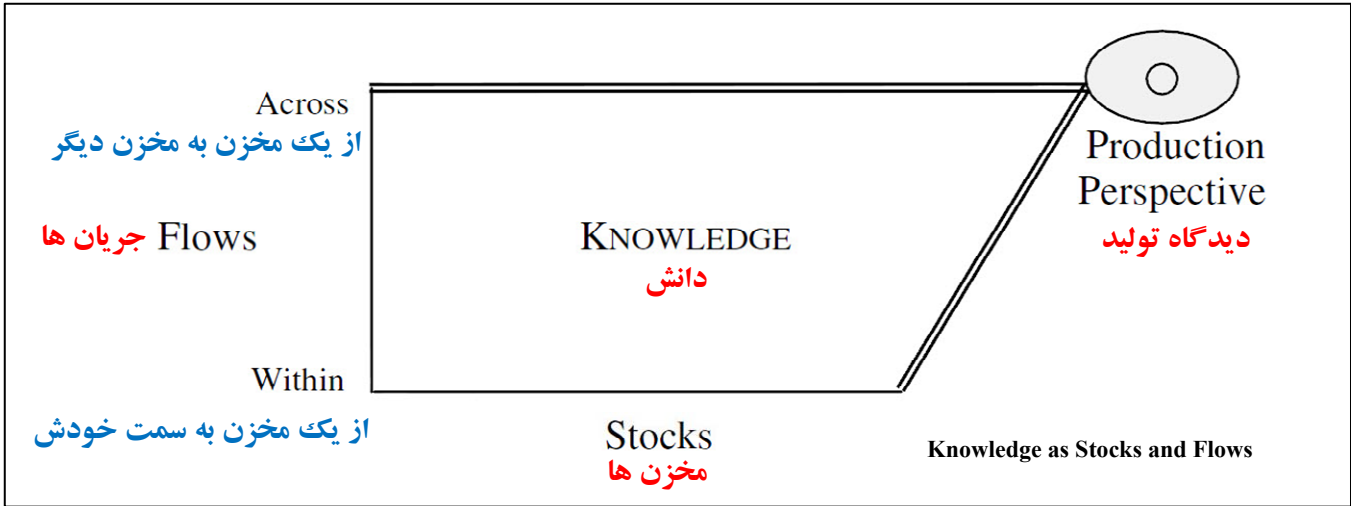 Across
از یک مخزن به مخزن دیگر
Production
Perspective
دیدگاه تولید
Flows جریان ها
KNOWLEDGE
دانش
Within
از یک مخزن به سمت خودش
Stocks
مخزن ها
Knowledge as Stocks and Flows